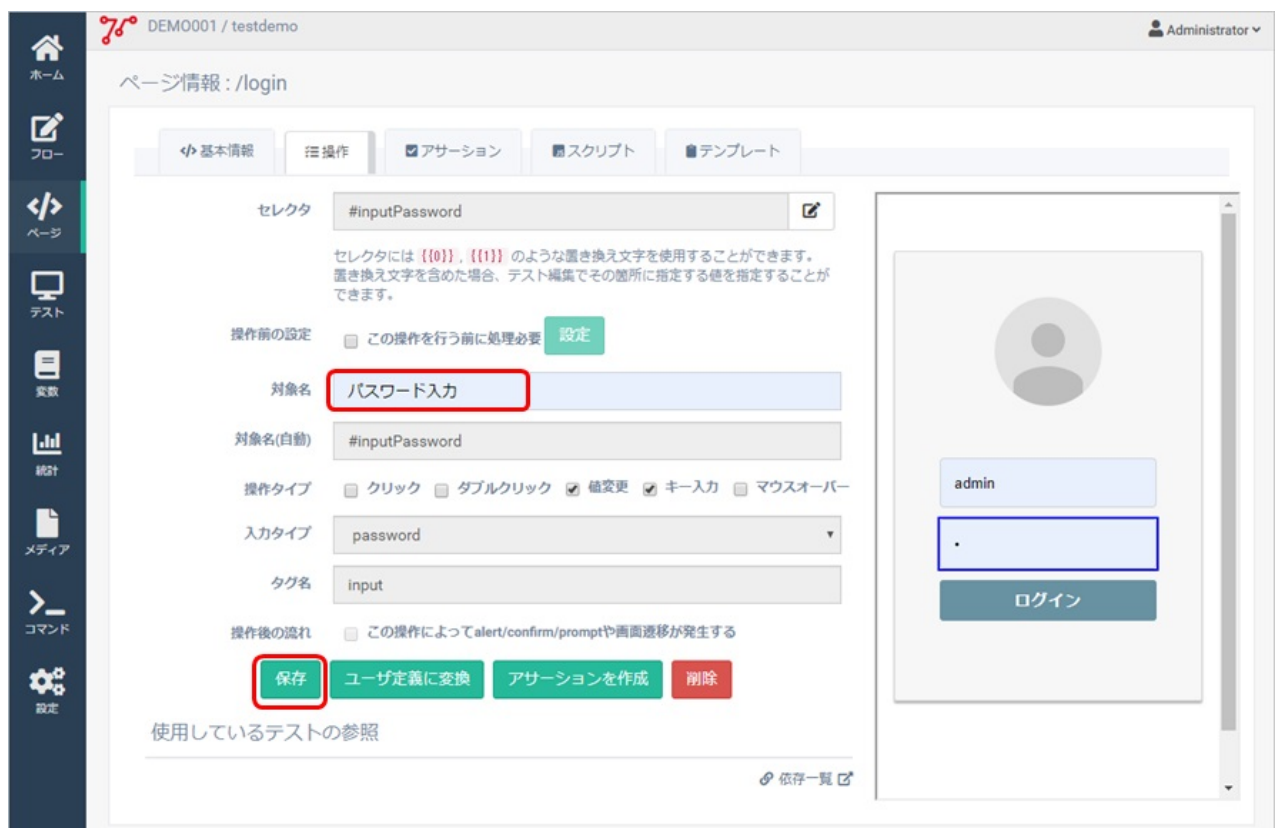 DEMO001 / testdemo
Administrator
ホーム
フロー
ページ
テスト
変数
統計
メディア
コマンド
設定
ページ情報 : /login
基本情報
操作
アサーション
スクリプト
テンプレート
セレクタ
#inputPassword
セレクタには {{0}} , {{1}} のような置き換え文字を使用することができます。
置き換え文字を含めた場合、テスト編集でその箇所に指定する値を指定することが
できます。
操作前の設定
この操作を行う前に処理必要
設定
対象名
パスワード入力
対象名(自動)
#inputPassword
操作タイプ
クリック
ダブルクリック
値変更
キー入力
マウスオーバー
入力タイプ
password
タグ名
input
操作後の流れ
この操作によってalert/confirm/promptや画面遷移が発生する
保存
ユーザ定義に変換
アサーションを作成
削除
使用しているテストの参照
依存一覧
admin
ログイン